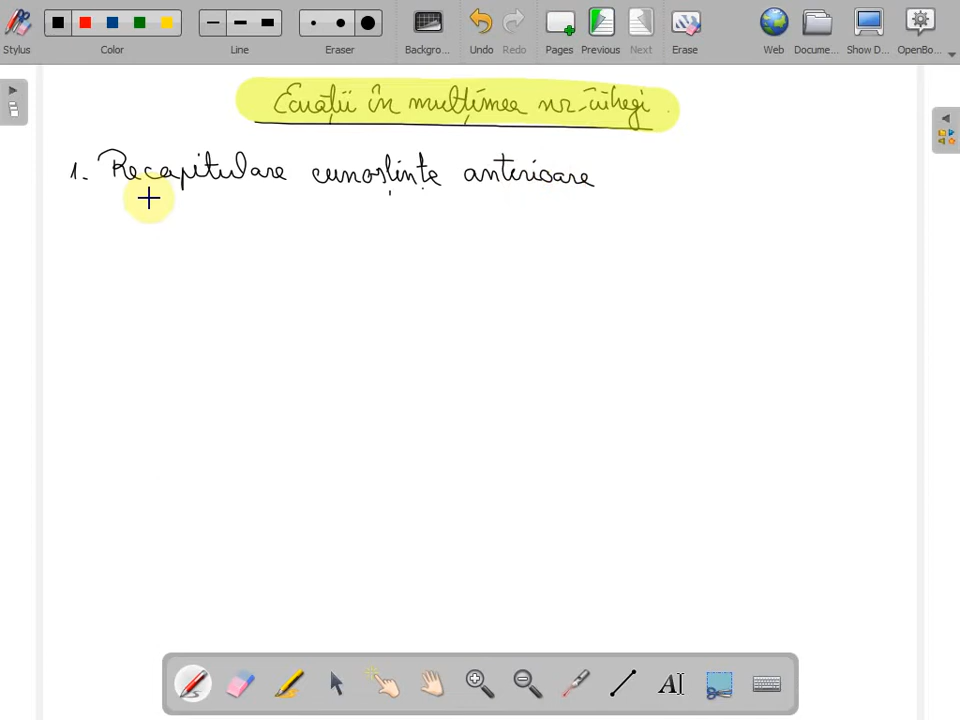 Stylus
Color
Line
Eraser
Backgro...
Undo
Redo
Pages
Previous
Next
Erase
Web
Docume...
Show D...
OpenBo...
Ecuații în mulțimea nr. întregi.
1. Recapitulare cunoștințe anterioare
A